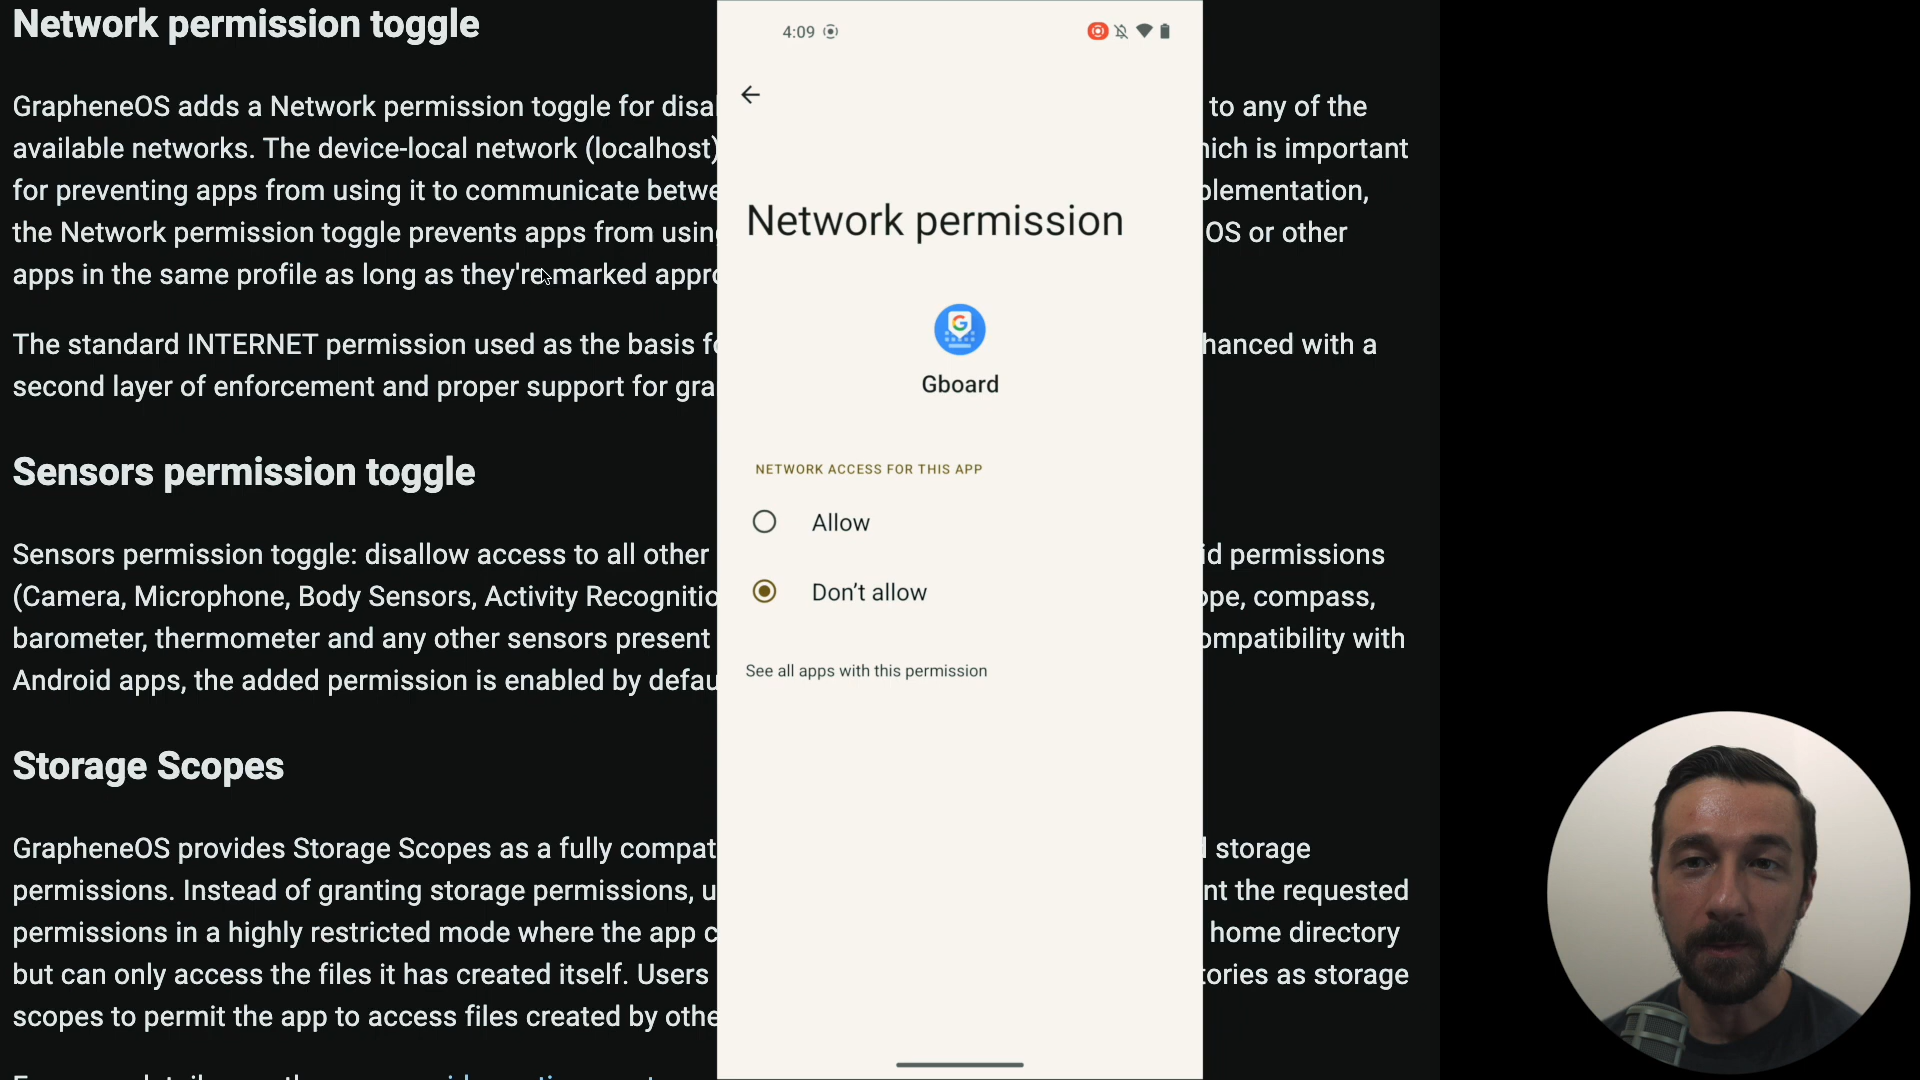 Network permission toggle
GrapheneOS adds a Network permission toggle for disal
to any of the
available networks. The device-local network (localhost)
hich is important
for preventing apps from using it to communicate betwe
plementation,
the Network permission toggle prevents apps from using
OS or other
apps in the same profile as long as they're marked appro
The standard INTERNET permission used as the basis fo
hanced with a
second layer of enforcement and proper support for gra
Sensors permission toggle
Sensors permission toggle: disallow access to all other
id permissions
(Camera, Microphone, Body Sensors, Activity Recognitio
ope, compass,
barometer, thermometer and any other sensors present
ompatibility with
Android apps, the added permission is enabled by defau
Storage Scopes
GrapheneOS provides Storage Scopes as a fully compat
storage
permissions. Instead of granting storage permissions, u
nt the requested
permissions in a highly restricted mode where the app c
home directory
but can only access the files it has created itself. Users
tories as storage
scopes to permit the app to access files created by othe
4:09
Network permission
Gboard
NETWORK ACCESS FOR THIS APP
Allow
Don't allow
See all apps with this permission